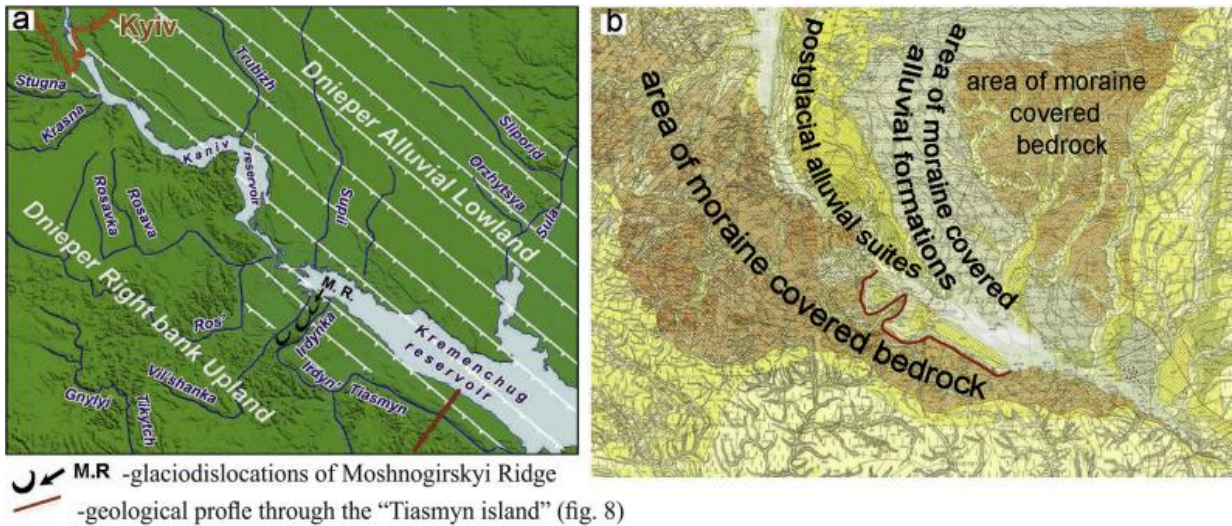 a
Kyiv
Stugna
Krasna
Trubizh
Dnieper Alluvial Lowland
Kaniv
reservoir
Rosavka
Rosava
Supii
Orzhytsya
Sliporid
Sula
Dnieper Right bank Upland
M.R.
Ros'
Irdynka
Irdyn'
Tiasmyn
Kremenchug
reservoir
Vil'shanka
Gnylyi
Tikytch
M.R -glaciodislocations of Moshnogirskyi Ridge
-geological profle through the “Tiasmyn island” (fig. 8)
b
postglacial alluvial suites
area of moraine covered
alluvial formations
area of moraine
covered
bedrock
area of moraine covered bedrock